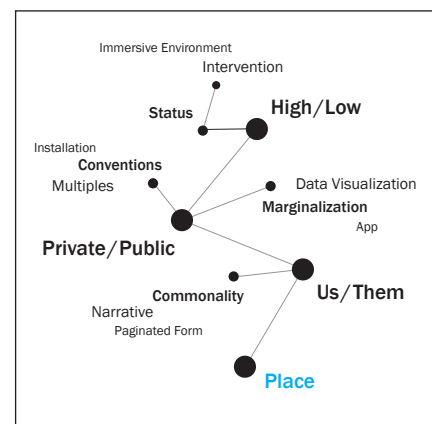 Immersive Environment
Intervention
High/Low
Status
Installation
Conventions
Multiples
Data Visualization
Marginalization
App
Private/Public
Us/Them
Commonality
Narrative
Paginated Form
Place